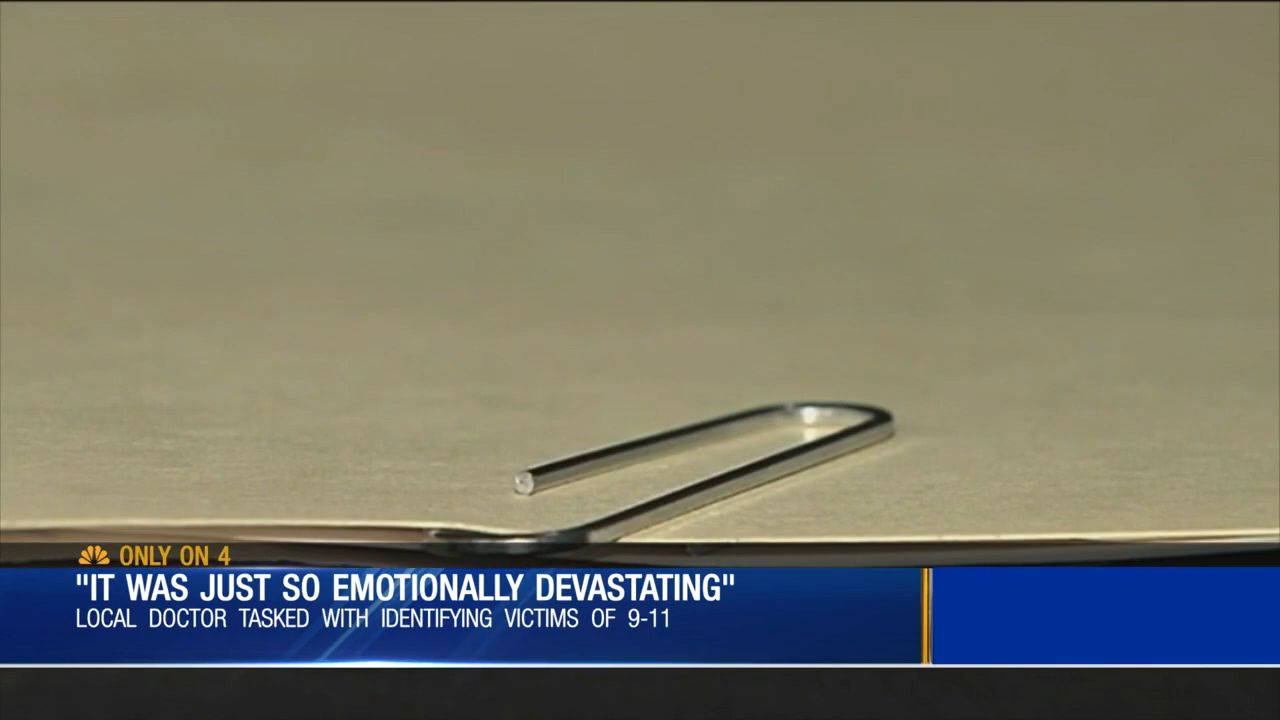 ONLY ON 4
"IT WAS JUST SO EMOTIONALLY DEVASTATING"
LOCAL DOCTOR TASKED WITH IDENTIFYING VICTIMS OF 9-11